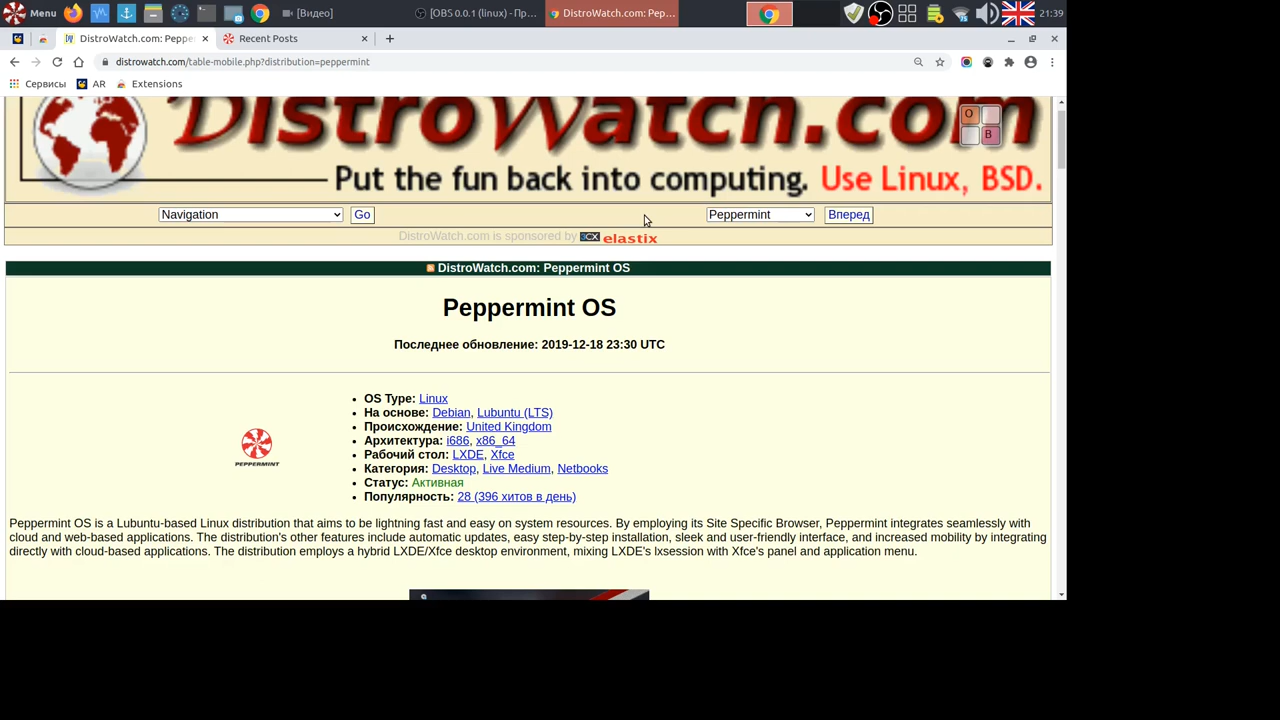 Menu
[Видео]
[OBS 0.0.1 (linux) - Пр...
DistroWatch.com: Pep...
21:39
DistroWatch.com: Peppe
Recent Posts
distrowatch.com/table-mobile.php?distribution=peppermint
Сервисы
AR
Extensions
DistroWatch.com
O
B
Put the fun back into computing. Use Linux, BSD.
Navigation
Go
Peppermint
Вперед
DistroWatch.com is sponsored by 3CX elastix
DistroWatch.com: Peppermint OS
Peppermint OS
Последнее обновление: 2019-12-18 23:30 UTC
PEPPERMINT
• OS Type: Linux
• На основе: Debian, Lubuntu (LTS)
• Происхождение: United Kingdom
• Архитектура: i686, x86_64
• Рабочий стол: LXDE, Xfce
• Категория: Desktop, Live Medium, Netbooks
• Статус: Активная
• Популярность: 28 (396 хитов в день)
Peppermint OS is a Lubuntu-based Linux distribution that aims to be lightning fast and easy on system resources. By employing its Site Specific Browser, Peppermint integrates seamlessly with
cloud and web-based applications. The distribution's other features include automatic updates, easy step-by-step installation, sleek and user-friendly interface, and increased mobility by integrating
directly with cloud-based applications. The distribution employs a hybrid LXDE/Xfce desktop environment, mixing LXDE's lxsession with Xfce's panel and application menu.